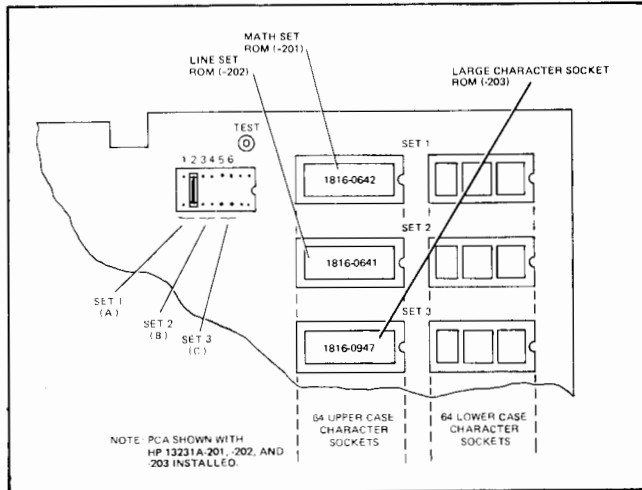 MATH SET
ROM (-201)
LINE SET
ROM (-202)
LARGE CHARACTER SOCKET
ROM (-203)
TEST
1 2 3 4 5 6
SET 1
1816-0642
SET 2
1816-0641
SET 3
1816-0947
SET 1
(A)
SET 2
(B)
SET 3
(C)
64 UPPER CASE
CHARACTER
SOCKETS
64 LOWER CASE
CHARACTER
SOCKETS
NOTE: PCA SHOWN WITH
HP 13231A-201, -202, AND
-203 INSTALLED.